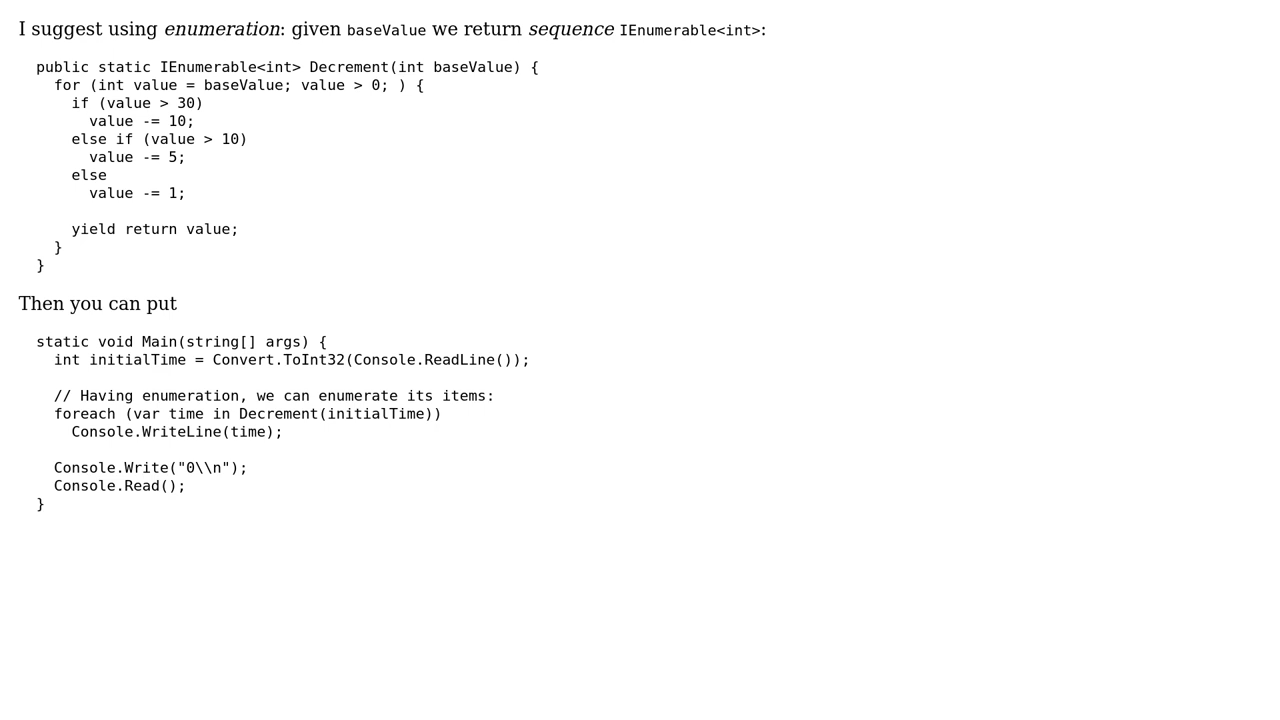 I suggest using enumeration: given baseValue we return sequence IEnumerable<int>:
public static IEnumerable<int> Decrement(int baseValue) {
  for (int value = baseValue; value > 0; ) {
    if (value > 30)
      value -= 10;
    else if (value > 10)
      value -= 5;
    else
      value -= 1;

    yield return value;
  }
}
Then you can put
static void Main(string[] args) {
  int initialTime = Convert.ToInt32(Console.ReadLine());

  // Having enumeration, we can enumerate its items:
  foreach (var time in Decrement(initialTime))
    Console.WriteLine(time);

  Console.Write("0\\n");
  Console.Read();
}